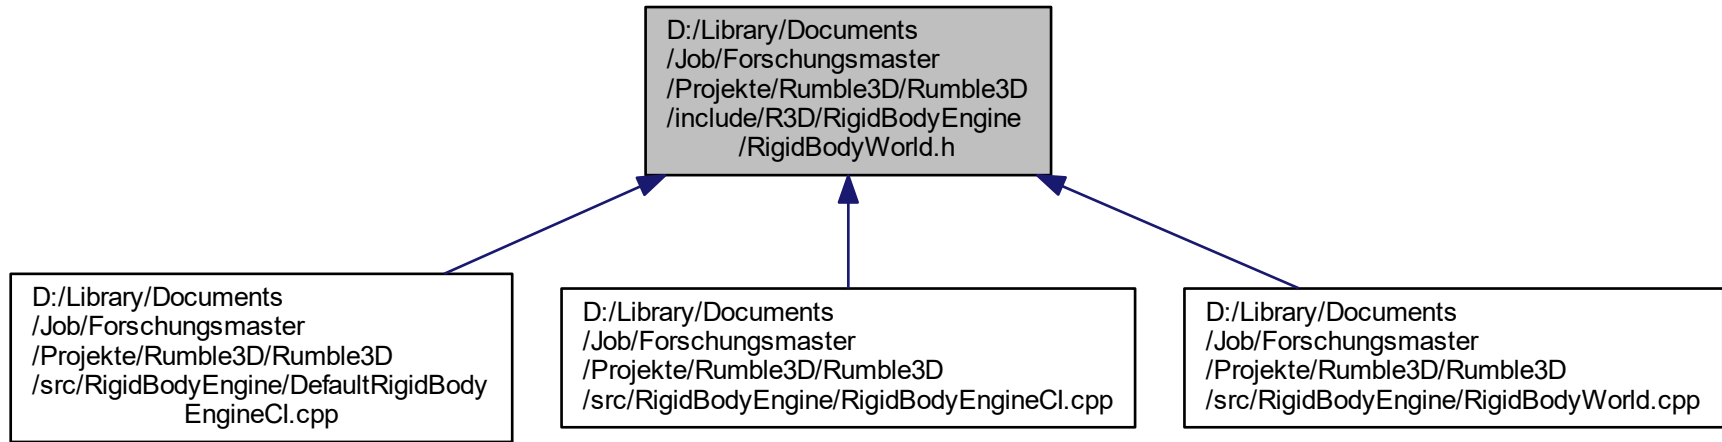 D:/Library/Documents
/Job/Forschungsmaster
/Projekte/Rumble3D/Rumble3D
/include/R3D/RigidBodyEngine
/RigidBodyWorld.h
D:/Library/Documents
/Job/Forschungsmaster
/Projekte/Rumble3D/Rumble3D
/src/RigidBodyEngine/DefaultRigidBody
EngineCI.cpp
D:/Library/Documents
/Job/Forschungsmaster
/Projekte/Rumble3D/Rumble3D
/src/RigidBodyEngine/RigidBodyEngineCI.cpp
D:/Library/Documents
/Job/Forschungsmaster
/Projekte/Rumble3D/Rumble3D
/src/RigidBodyEngine/RigidBodyWorld.cpp